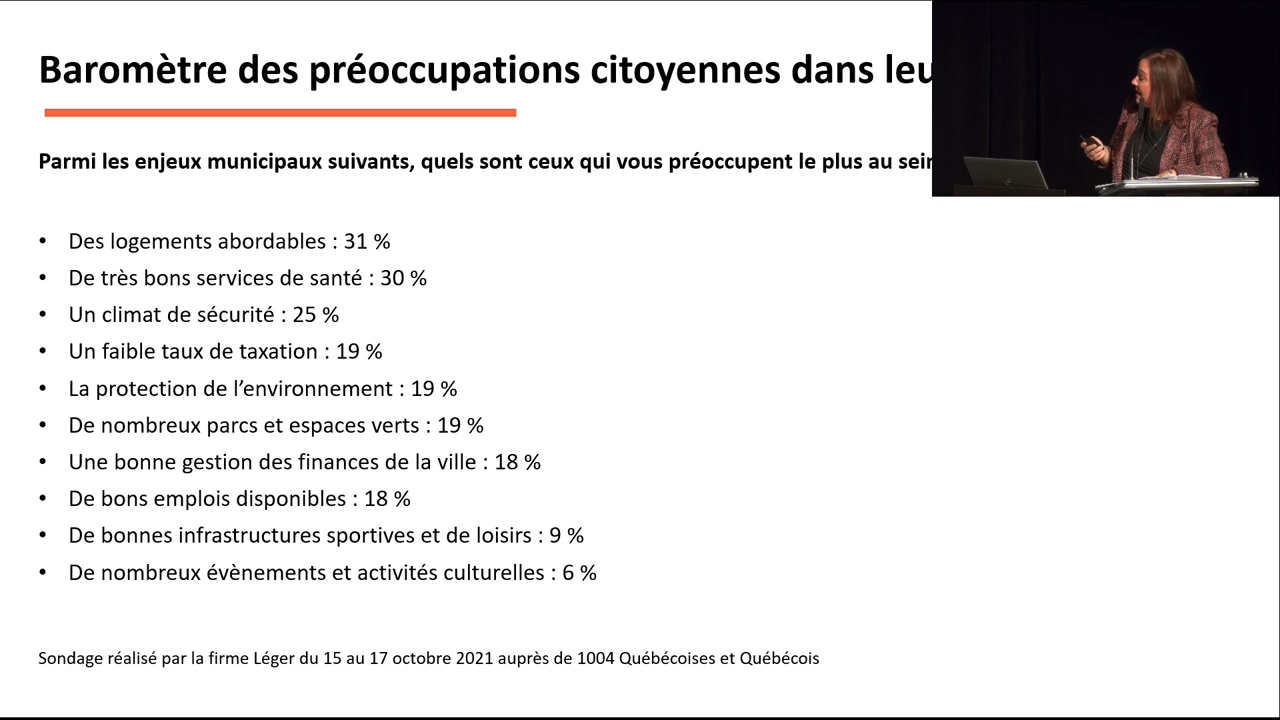 Baromètre des préoccupations citoyennes dans
Parmi les enjeux municipaux suivants, quels sont ceux qui vous préoccupent le plus au
• Des logements abordables : 31 %
• De très bons services de santé : 30 %
• Un climat de sécurité : 25 %
• Un faible taux de taxation : 19 %
• La protection de l’environnement : 19 %
• De nombreux parcs et espaces verts : 19 %
• Une bonne gestion des finances de la ville : 18 %
• De bons emplois disponibles : 18 %
• De bonnes infrastructures sportives et de loisirs : 9 %
• De nombreux évènements et activités culturelles : 6 %
Sondage réalisé par la firme Léger du 15 au 17 octobre 2021 auprès de 1004 Québécoises et Québécois